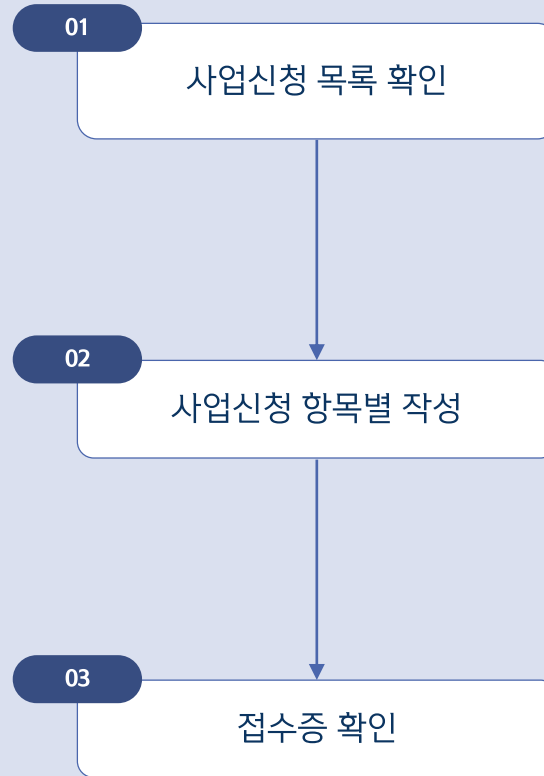 01
사업신청 목록 확인
02
사업신청 항목별 작성
03
접수증 확인